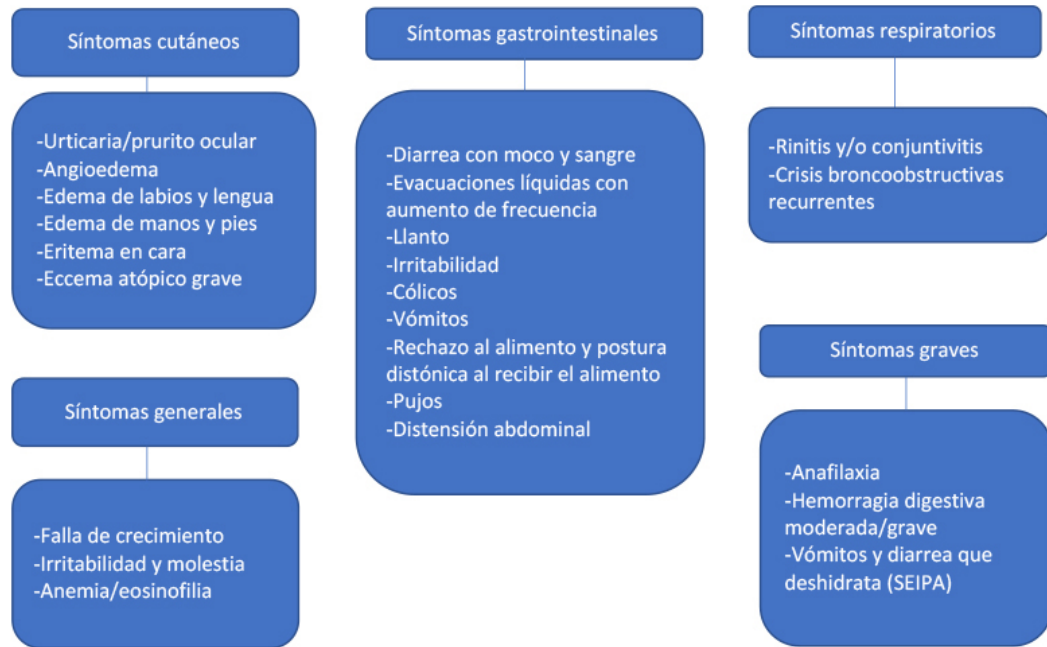 Síntomas cutáneos
-Urticaria/prurito ocular
-Angioedema
-Edema de labios y lengua
-Edema de manos y pies
-Eritema en cara
-Eccema atópico grave
Síntomas generales
-Falla de crecimiento
-Irritabilidad y molestia
-Anemia/eosinofilia
Síntomas gastrointestinales
-Diarrea con moco y sangre
-Evacuaciones líquidas con
aumento de frecuencia
-Llanto
-Irritabilidad
-Cólicos
-Vómitos
-Rechazo al alimento y postura
distónica al recibir el alimento
-Pujos
-Distensión abdominal
Síntomas respiratorios
-Rinitis y/o conjuntivitis
-Crisis broncoobstructivas
recurrentes
Síntomas graves
-Anafilaxia
-Hemorragia digestiva
moderada/grave
-Vómitos y diarrea que
deshidrata (SEIPA)